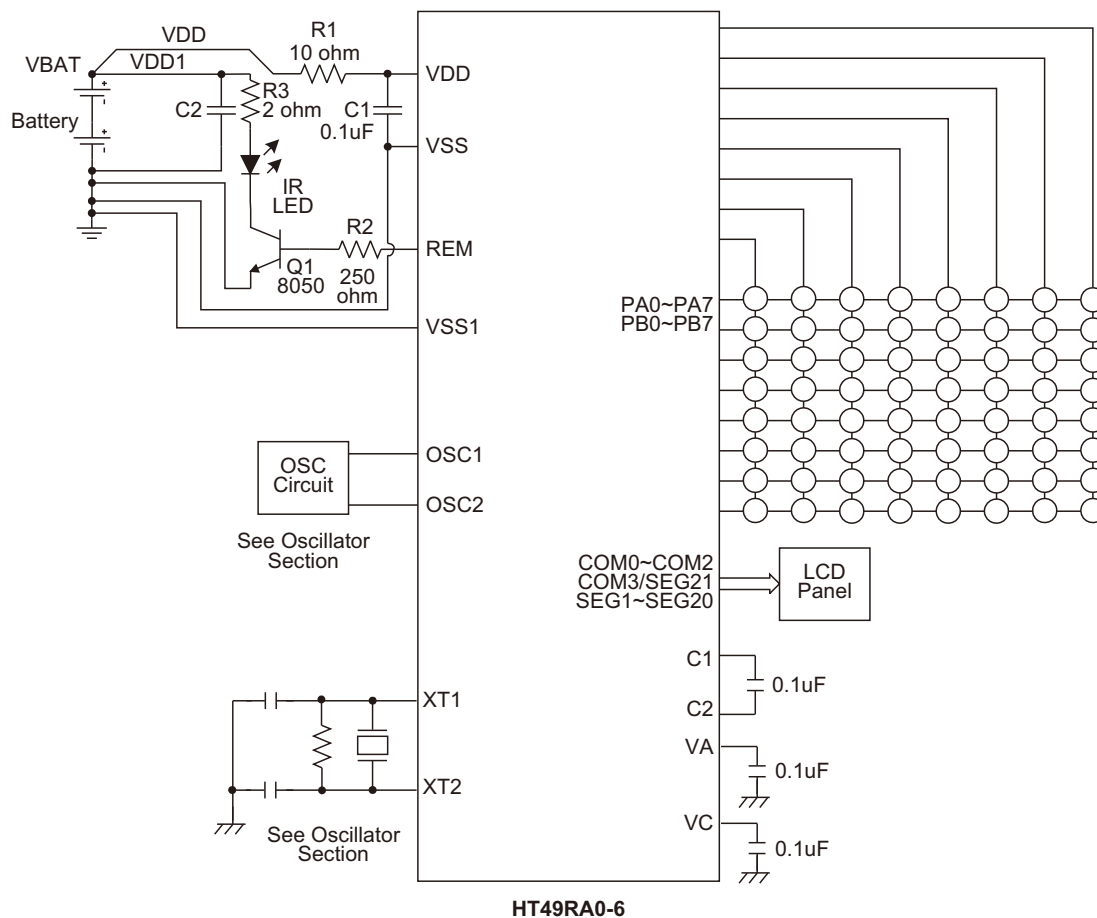 VDD
R1
10 ohm
VBAT
VDD1
VDD
R3
2 ohm
C2
C1
0.1uF
Battery
VSS
IR
LED
R2
REM
Q1
8050
250
ohm
VSS1
PA0~PA7
PB0~PB7
OSC
Circuit
OSC1
OSC2
See Oscillator
Section
COM0~COM2
COM3/SEG21
SEG1~SEG20
LCD
Panel
C1
0.1uF
C2
XT1
VA
0.1uF
XT2
See Oscillator
Section
VC
0.1uF
HT49RA0-6